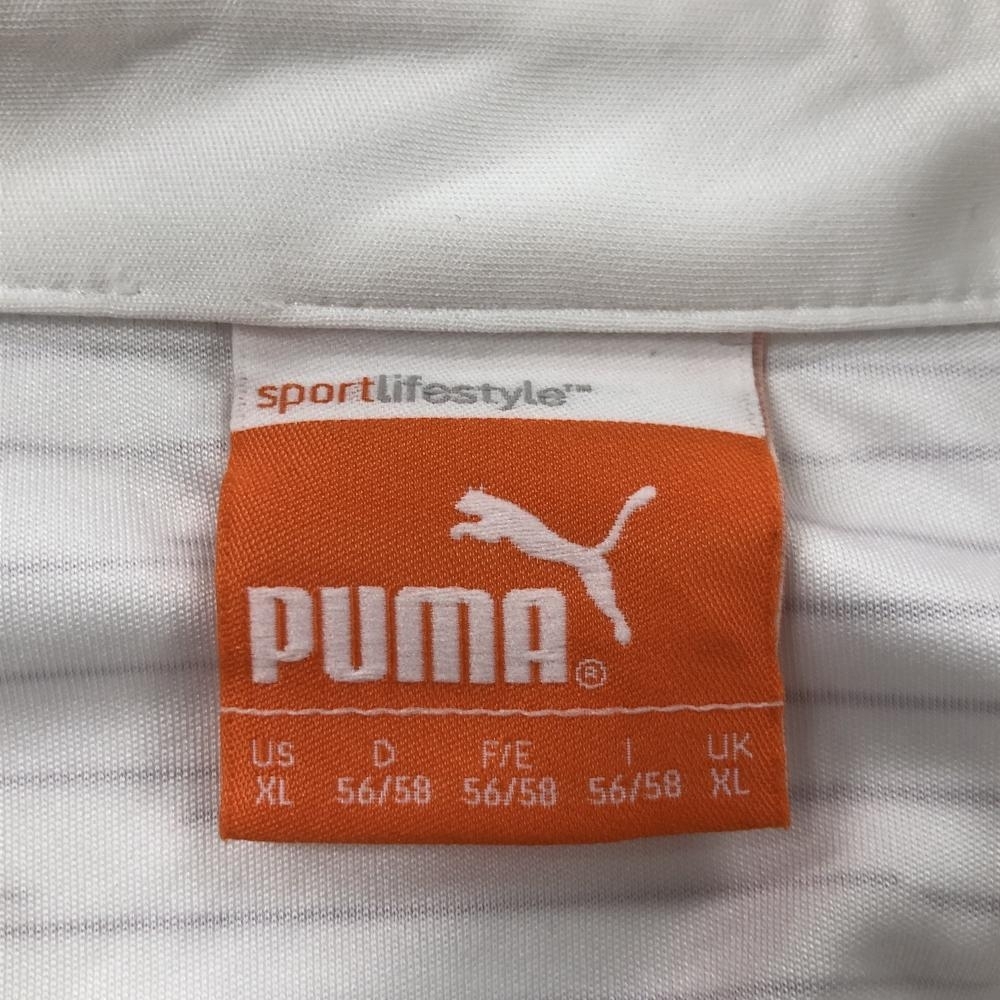 sportlifestyle™
PUMA®
US D F/E I UK
XL 56/58 56/58 56/58 XL